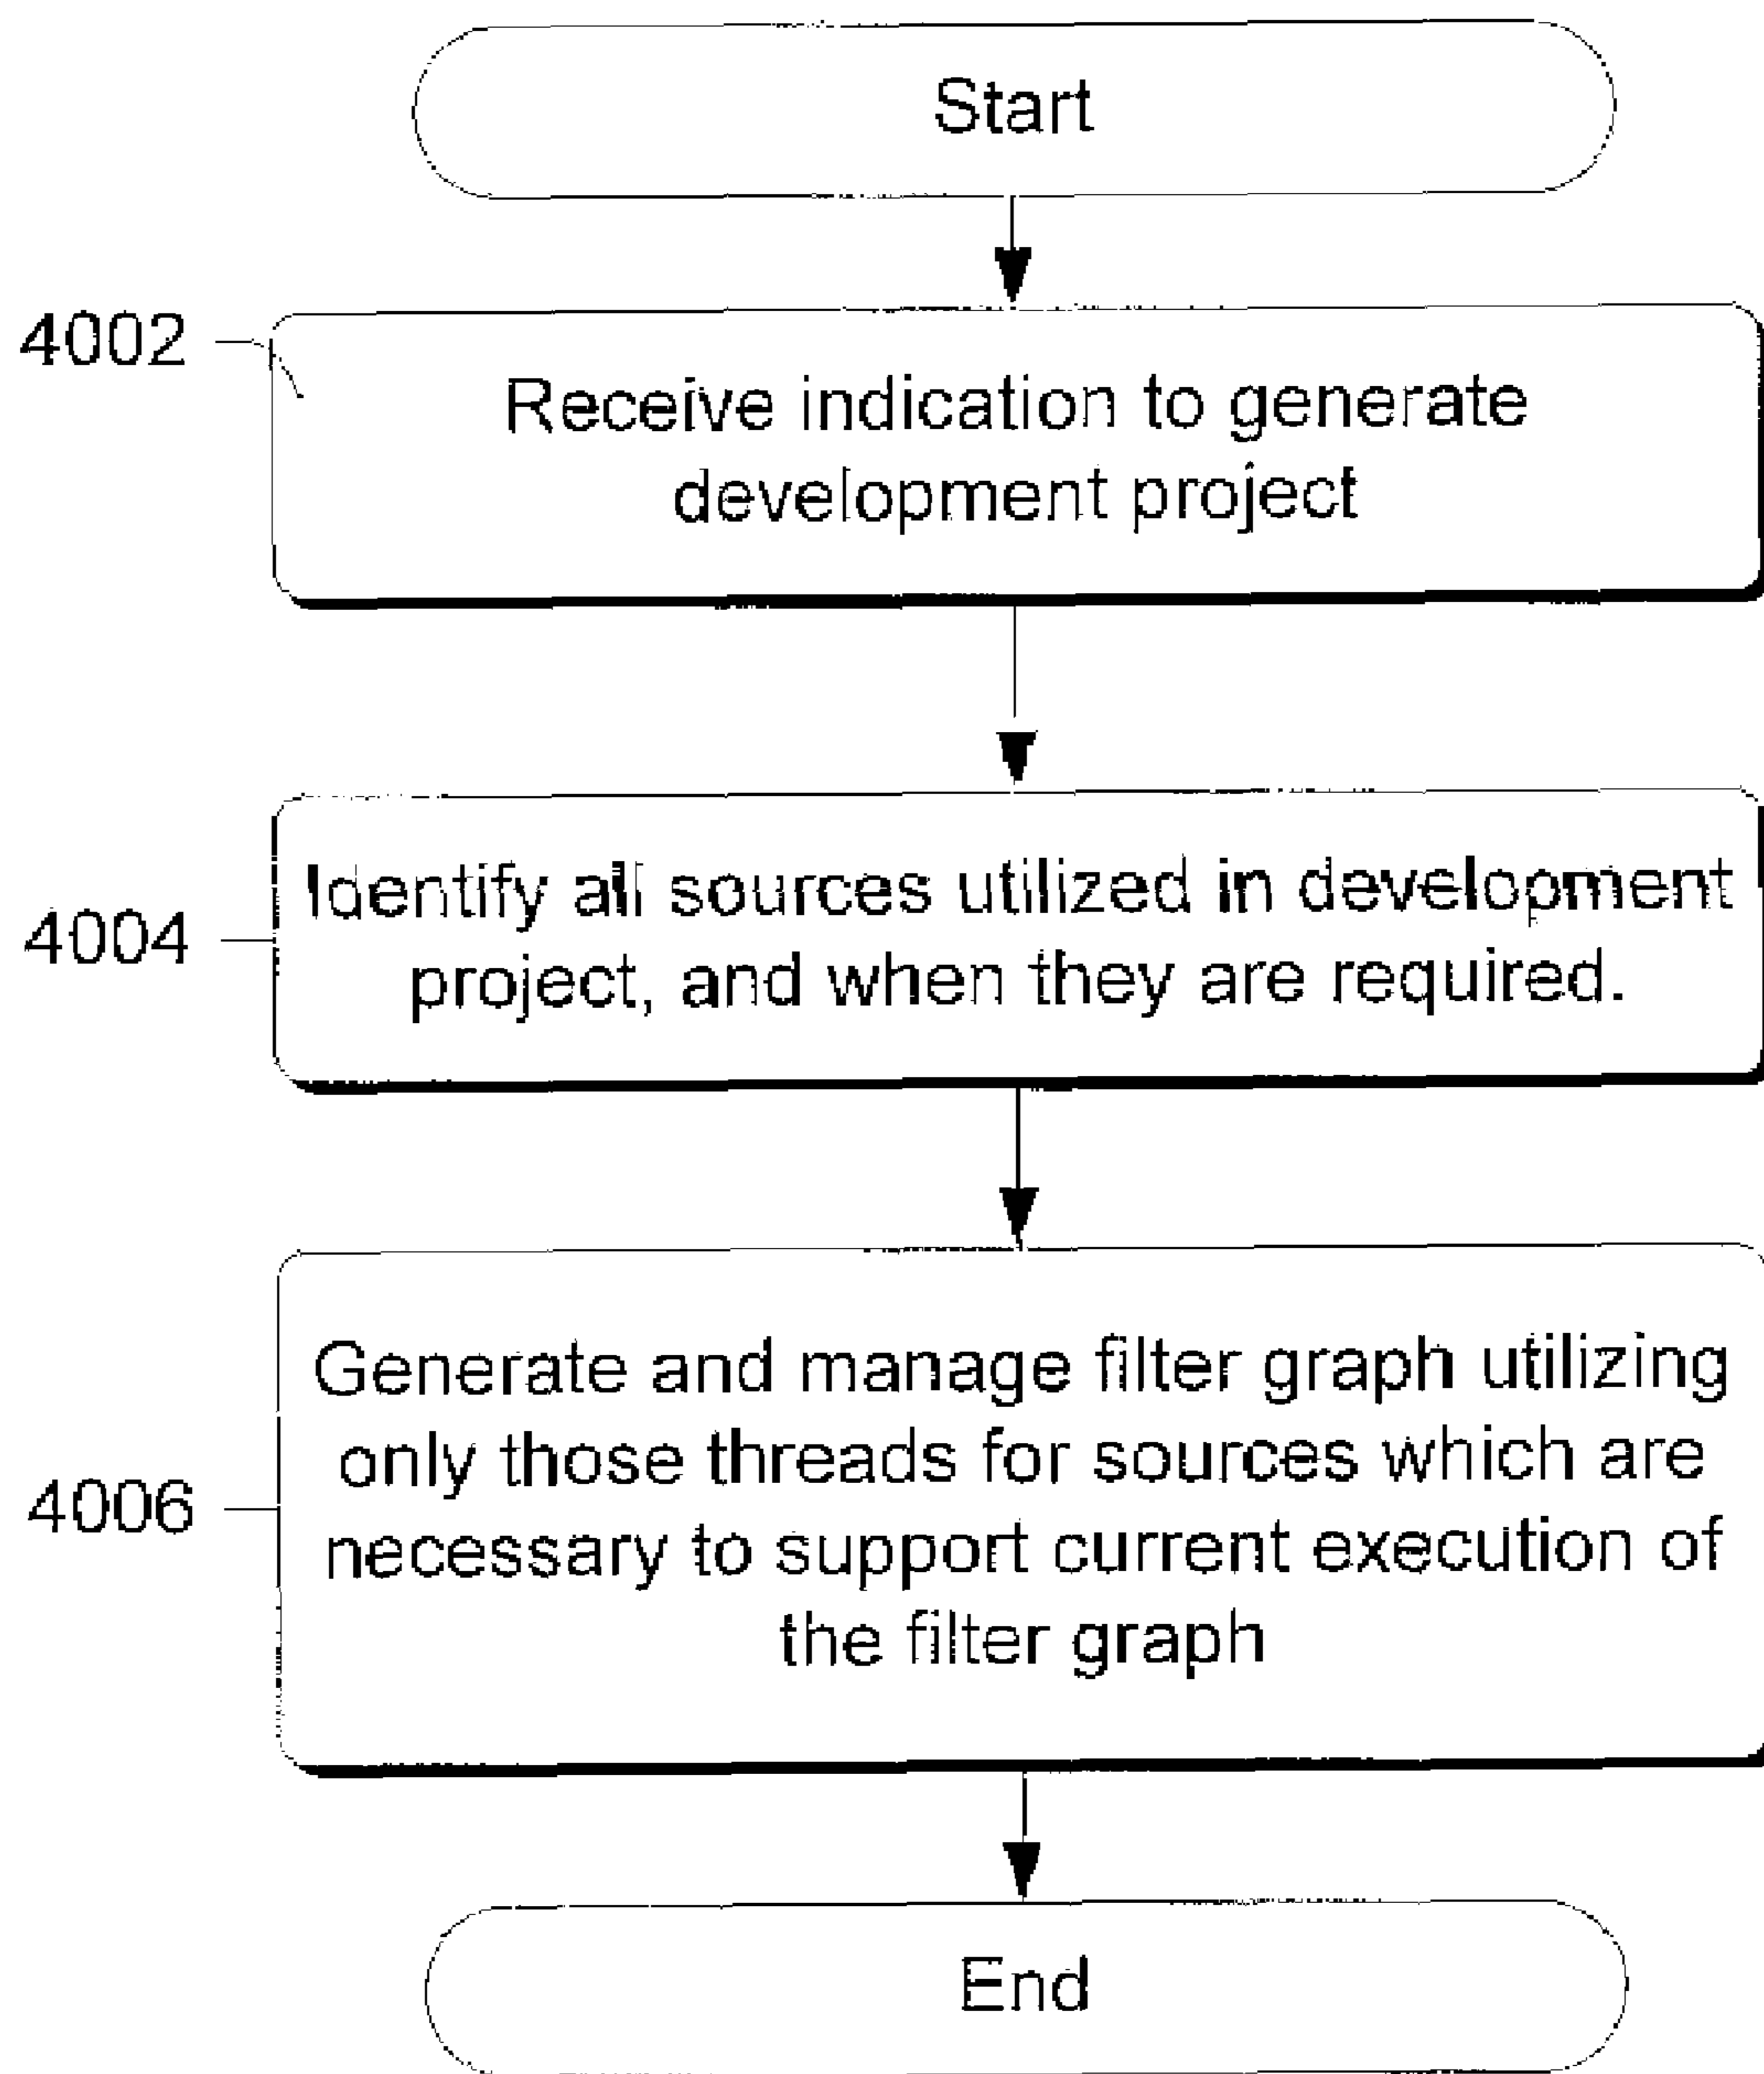 Start
4002
Receive indication to generate
development project
4004
Identify all sources utilized in development
project, and when they are required.
4006
Generate and manage filter graph utilizing
only those threads for sources which are
necessary to support current execution of
the filter graph
End